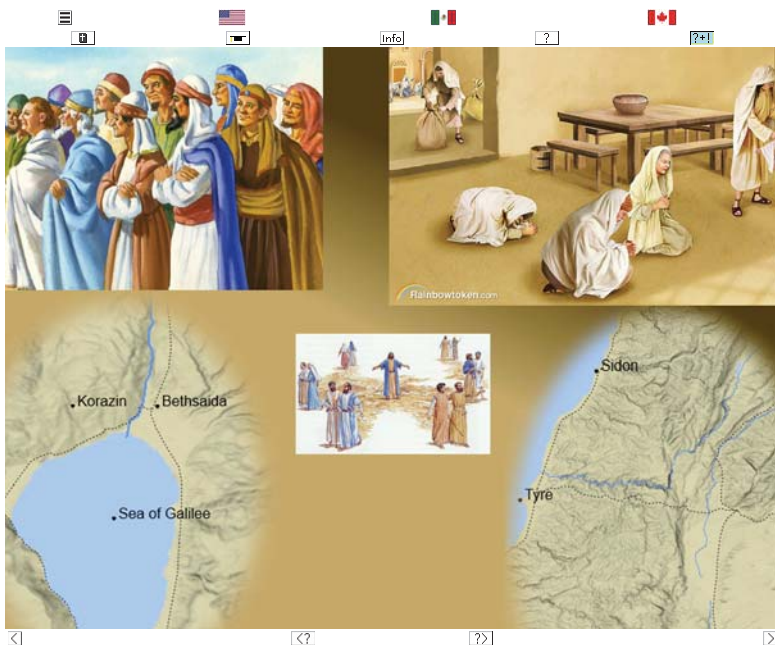 Info
?
?+!
Rainbowtoken.com
Korazin
Bethsaida
Sea of Galilee
Sidon
Tyre
<
<?
?>
>